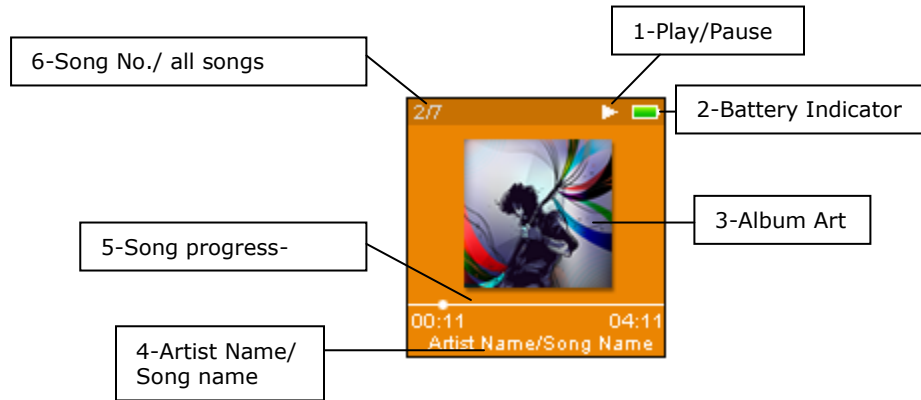 1-Play/Pause
6-Song No./ all songs
2/7
2-Battery Indicator
3-Album Art
5-Song progress-
00:11 04:11
Artist Name/Song Name
4-Artist Name/
Song name